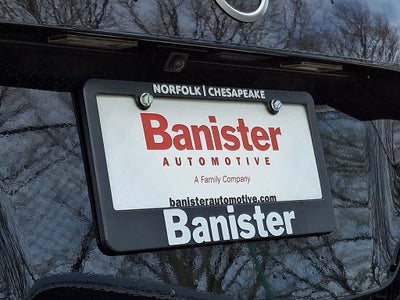 NORFOLK | CHESAPEAKE
Banister
AUTOMOTIVE
A Family Company
banisterautomotive.com
Banister